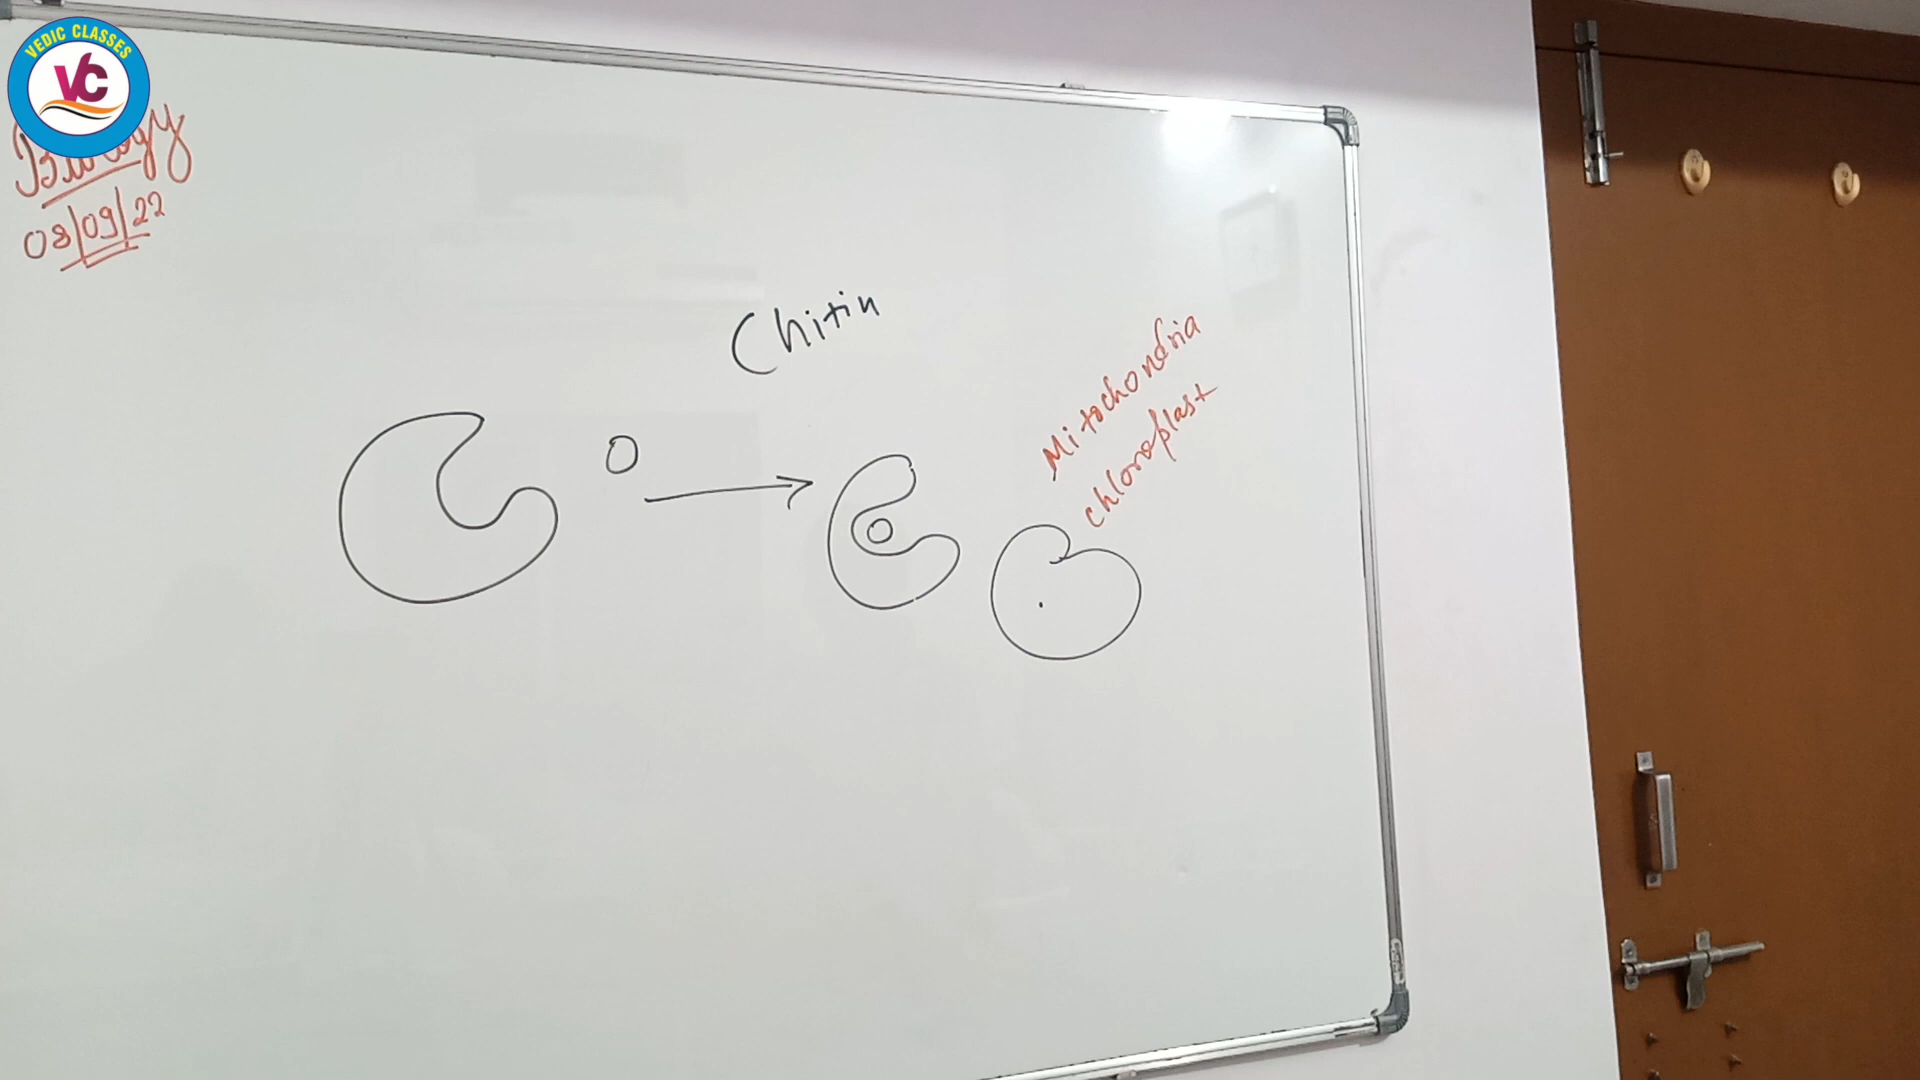 VEDIC CLASSES
VC
Biology
08/09/22
Chitin
Mitochondria
chloroplast